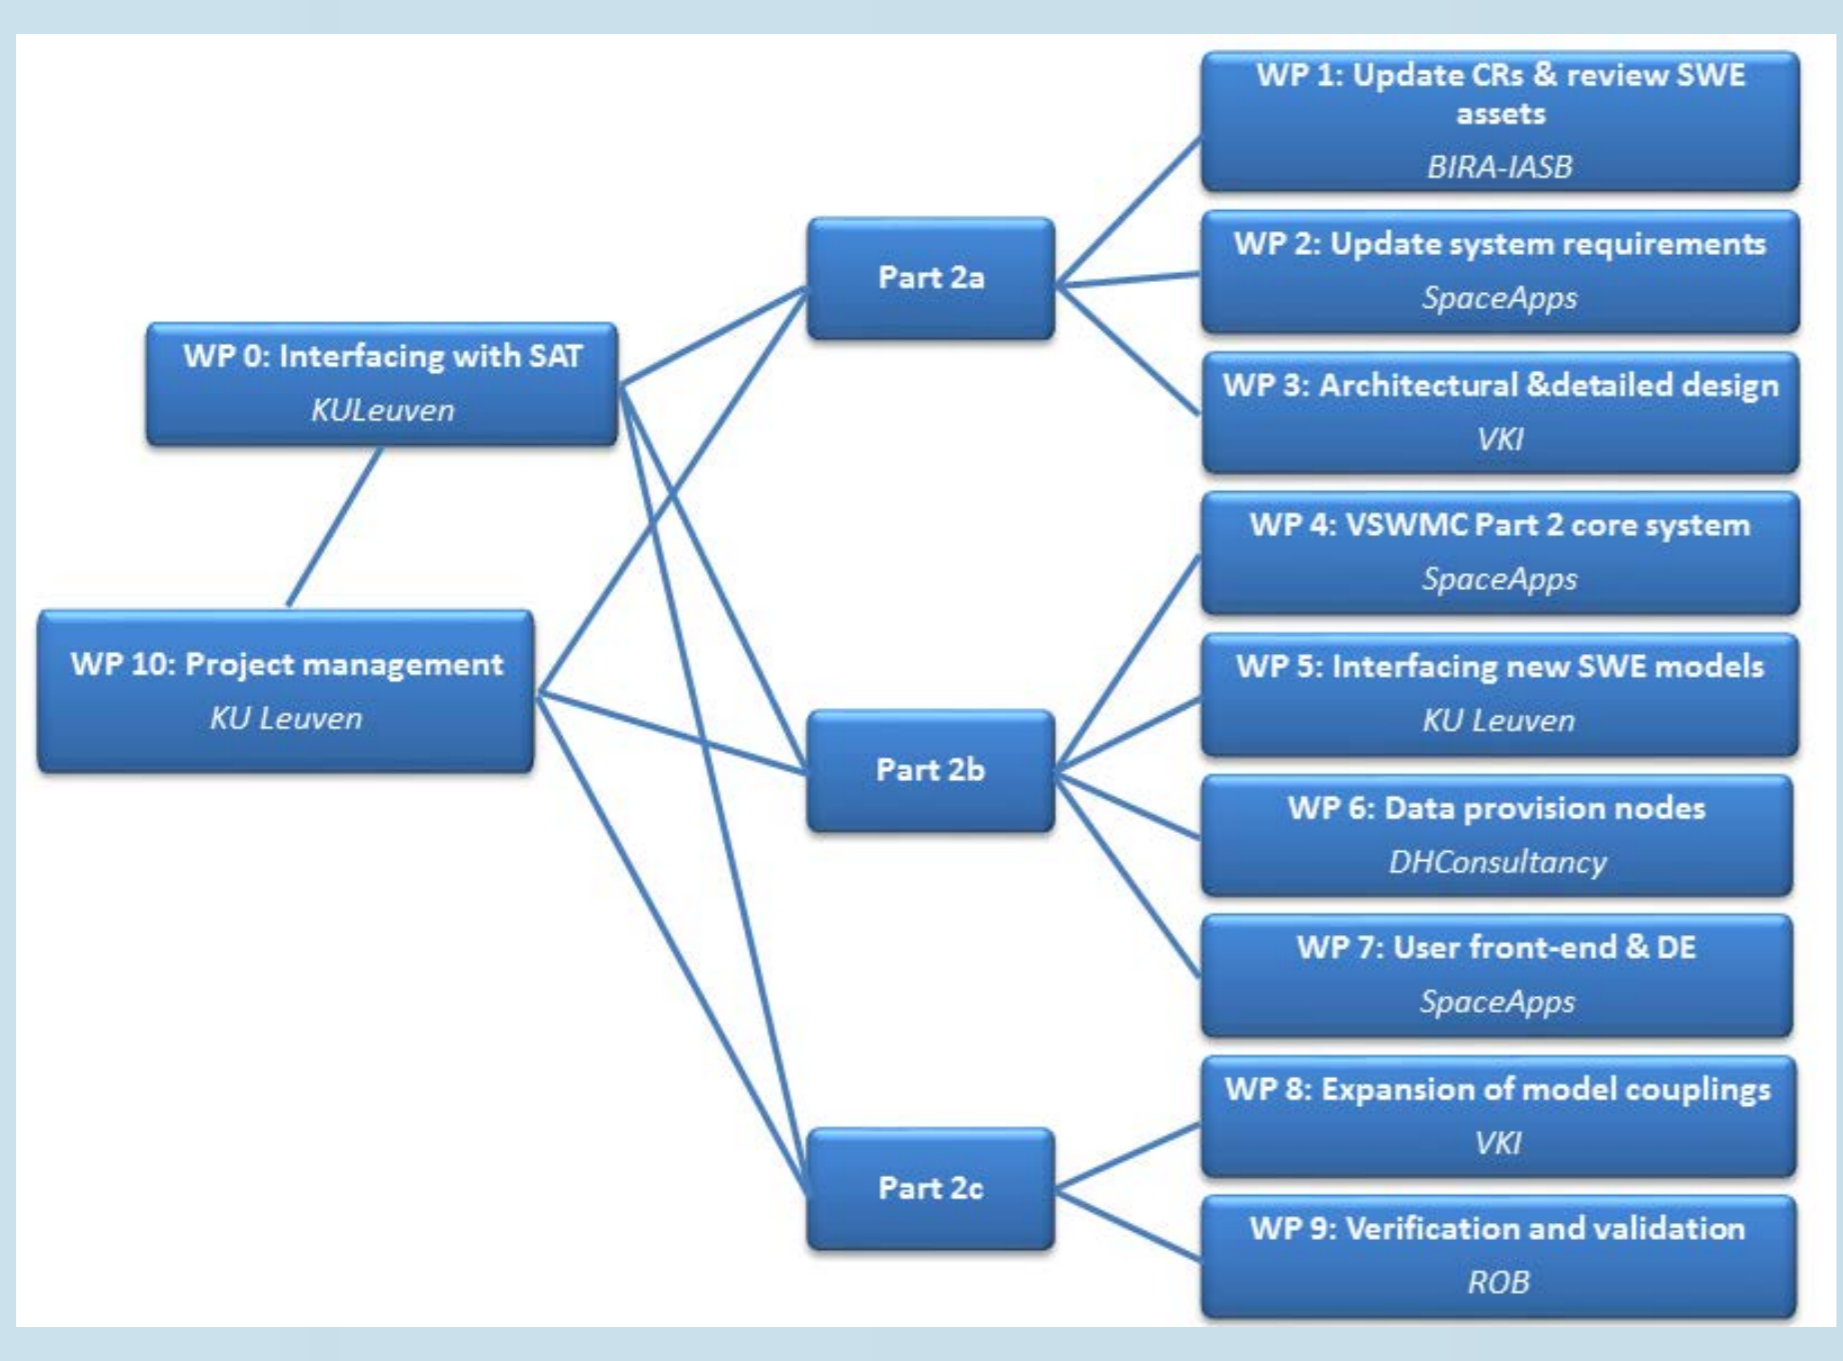 WP 0: Interfacing with SAT
KULeuven
WP 10: Project management
KU Leuven
Part 2a
Part 2b
Part 2c
WP 1: Update CRs & review SWE
assets
BIRA-IASB
WP 2: Update system requirements
SpaceApps
WP 3: Architectural &detailed design
VKI
WP 4: VSWMC Part 2 core system
SpaceApps
WP 5: Interfacing new SWE models
KU Leuven
WP 6: Data provision nodes
DHConsultancy
WP 7: User front-end & DE
SpaceApps
WP 8: Expansion of model couplings
VKI
WP 9: Verification and validation
ROB